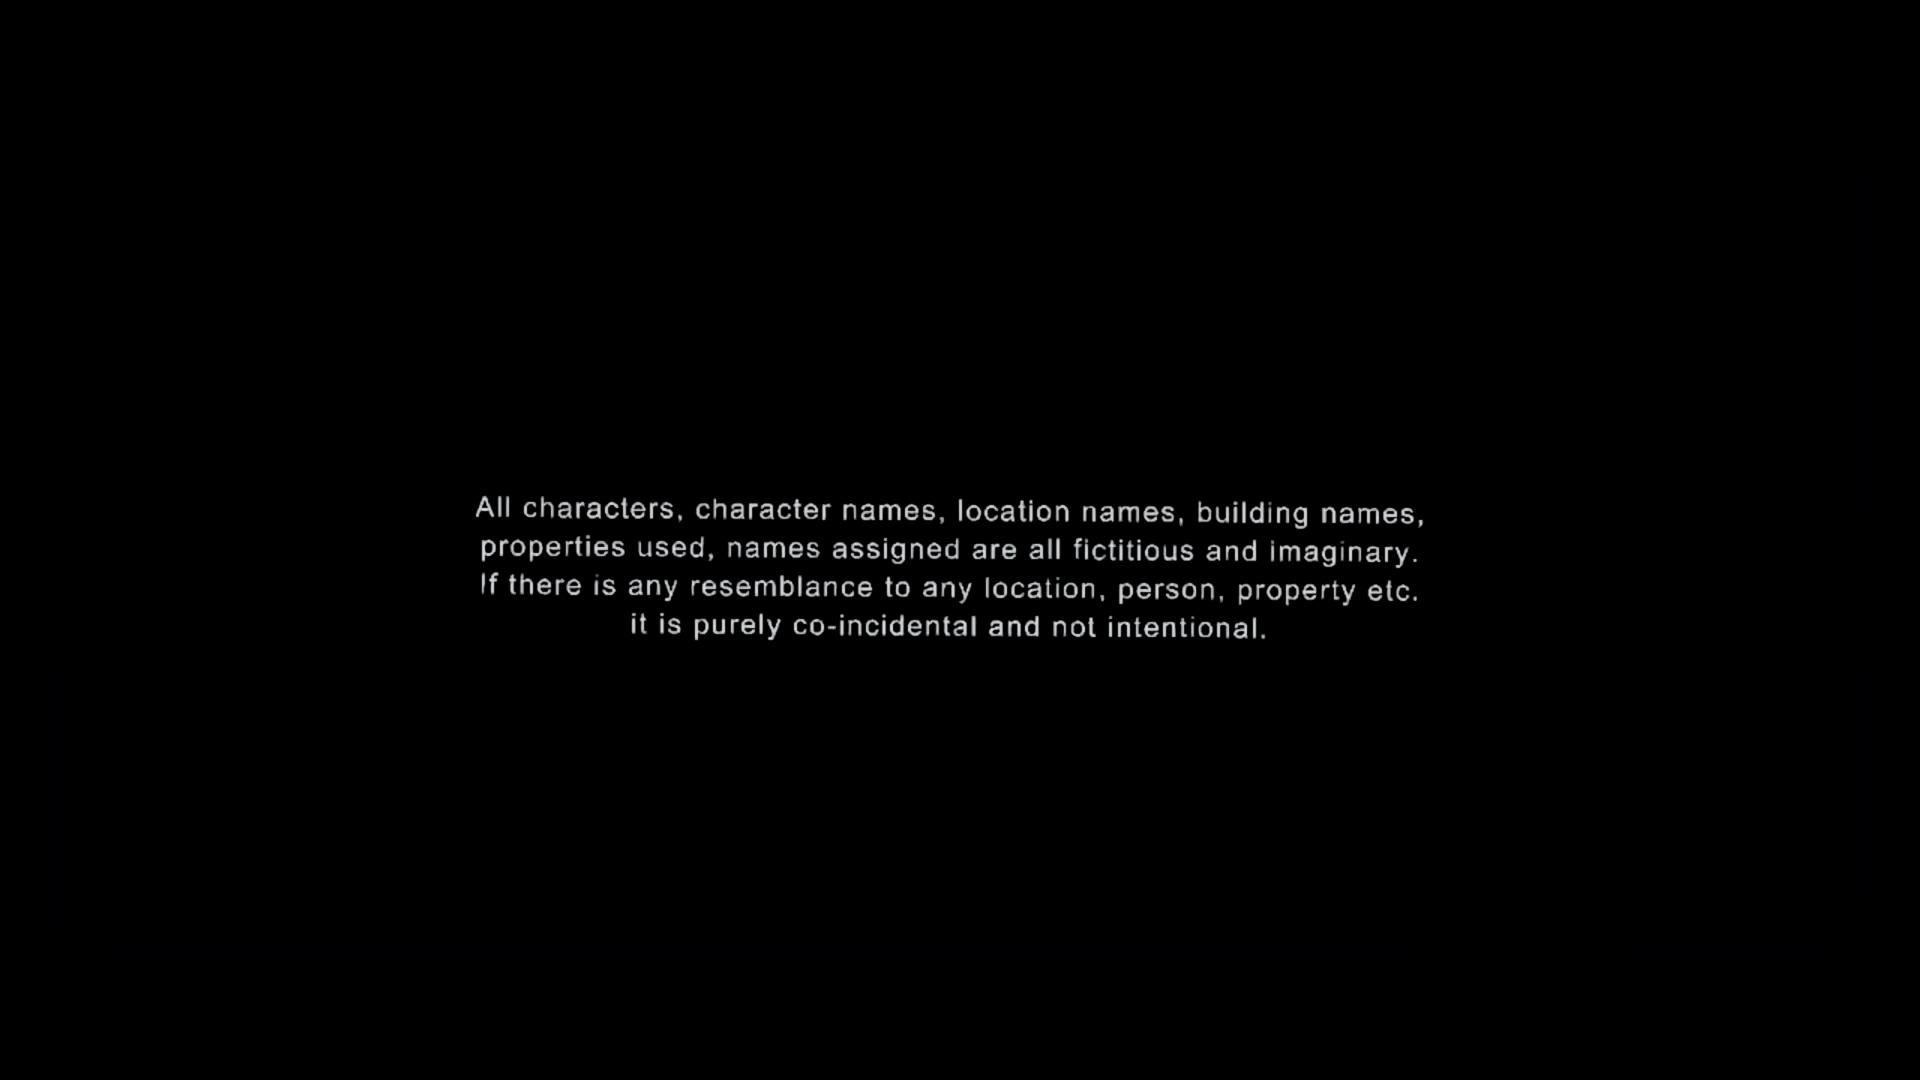 All characters, character names, location names, building names,
properties used, names assigned are all fictitious and imaginary.
If there is any resemblance to any location, person, property etc.
it is purely co-incidental and not intentional.